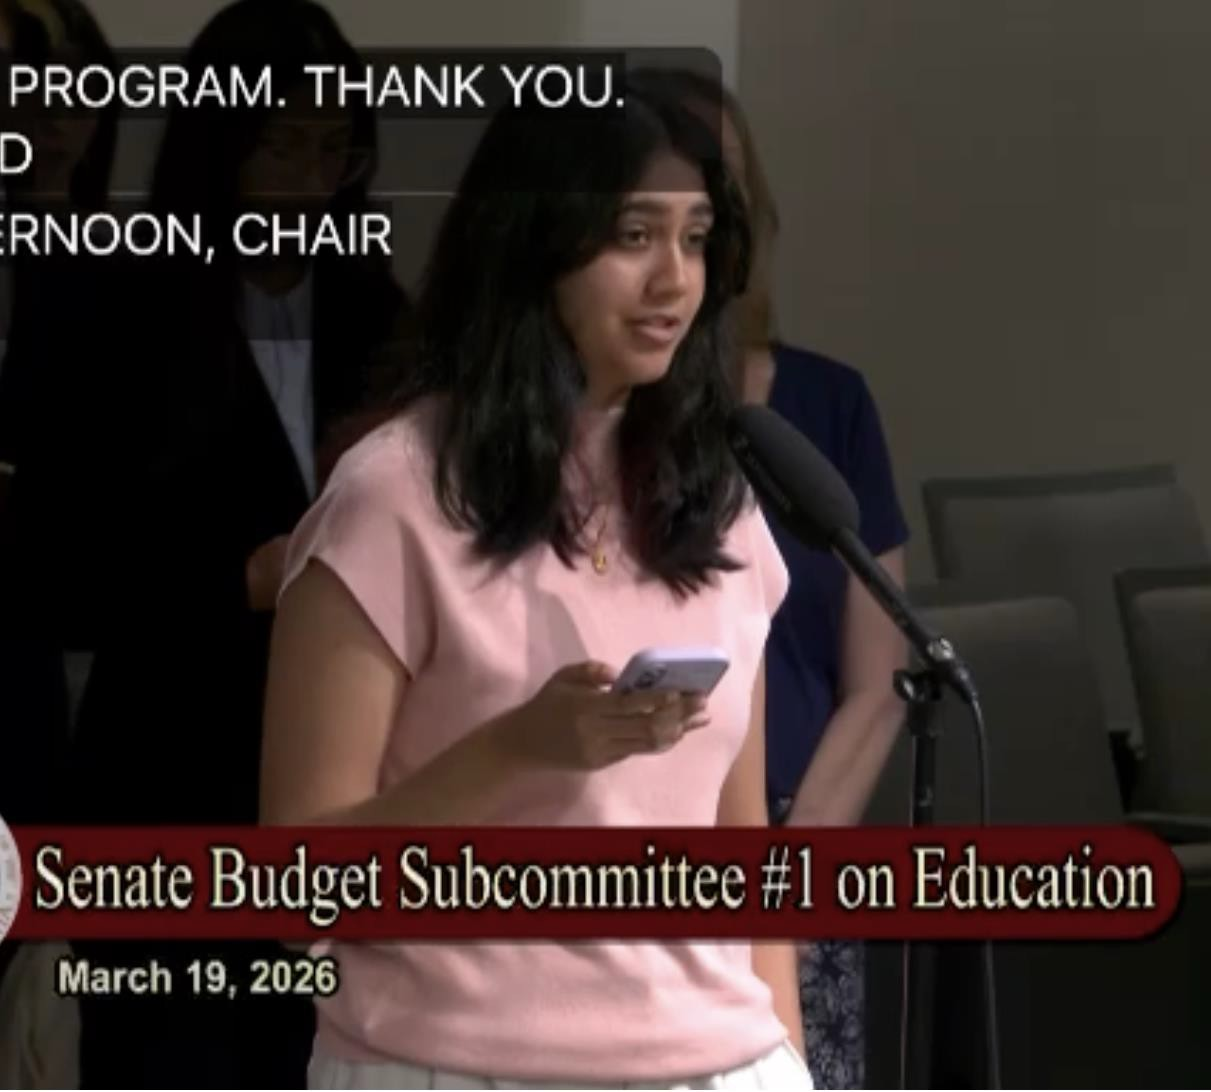 PROGRAM. THANK YOU.
D
ERNOON, CHAIR
Senate Budget Subcommittee #1 on Education
March 19, 2026